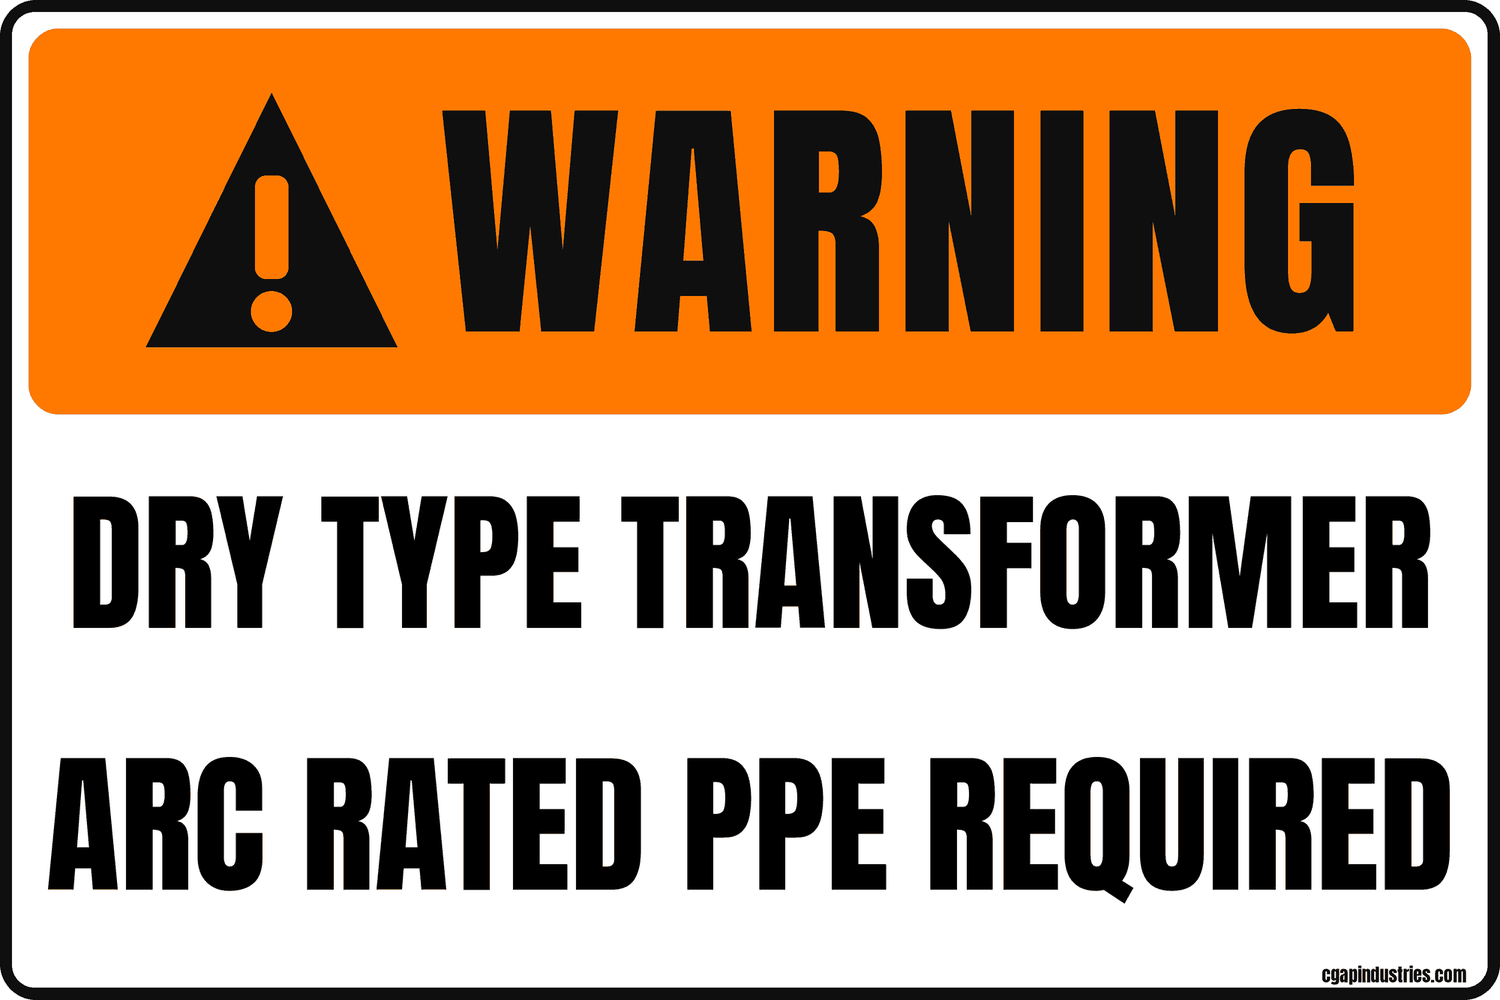 WARNING
DRY TYPE TRANSFORMER
ARC RATED PPE REQUIRED
cgapindustries.com